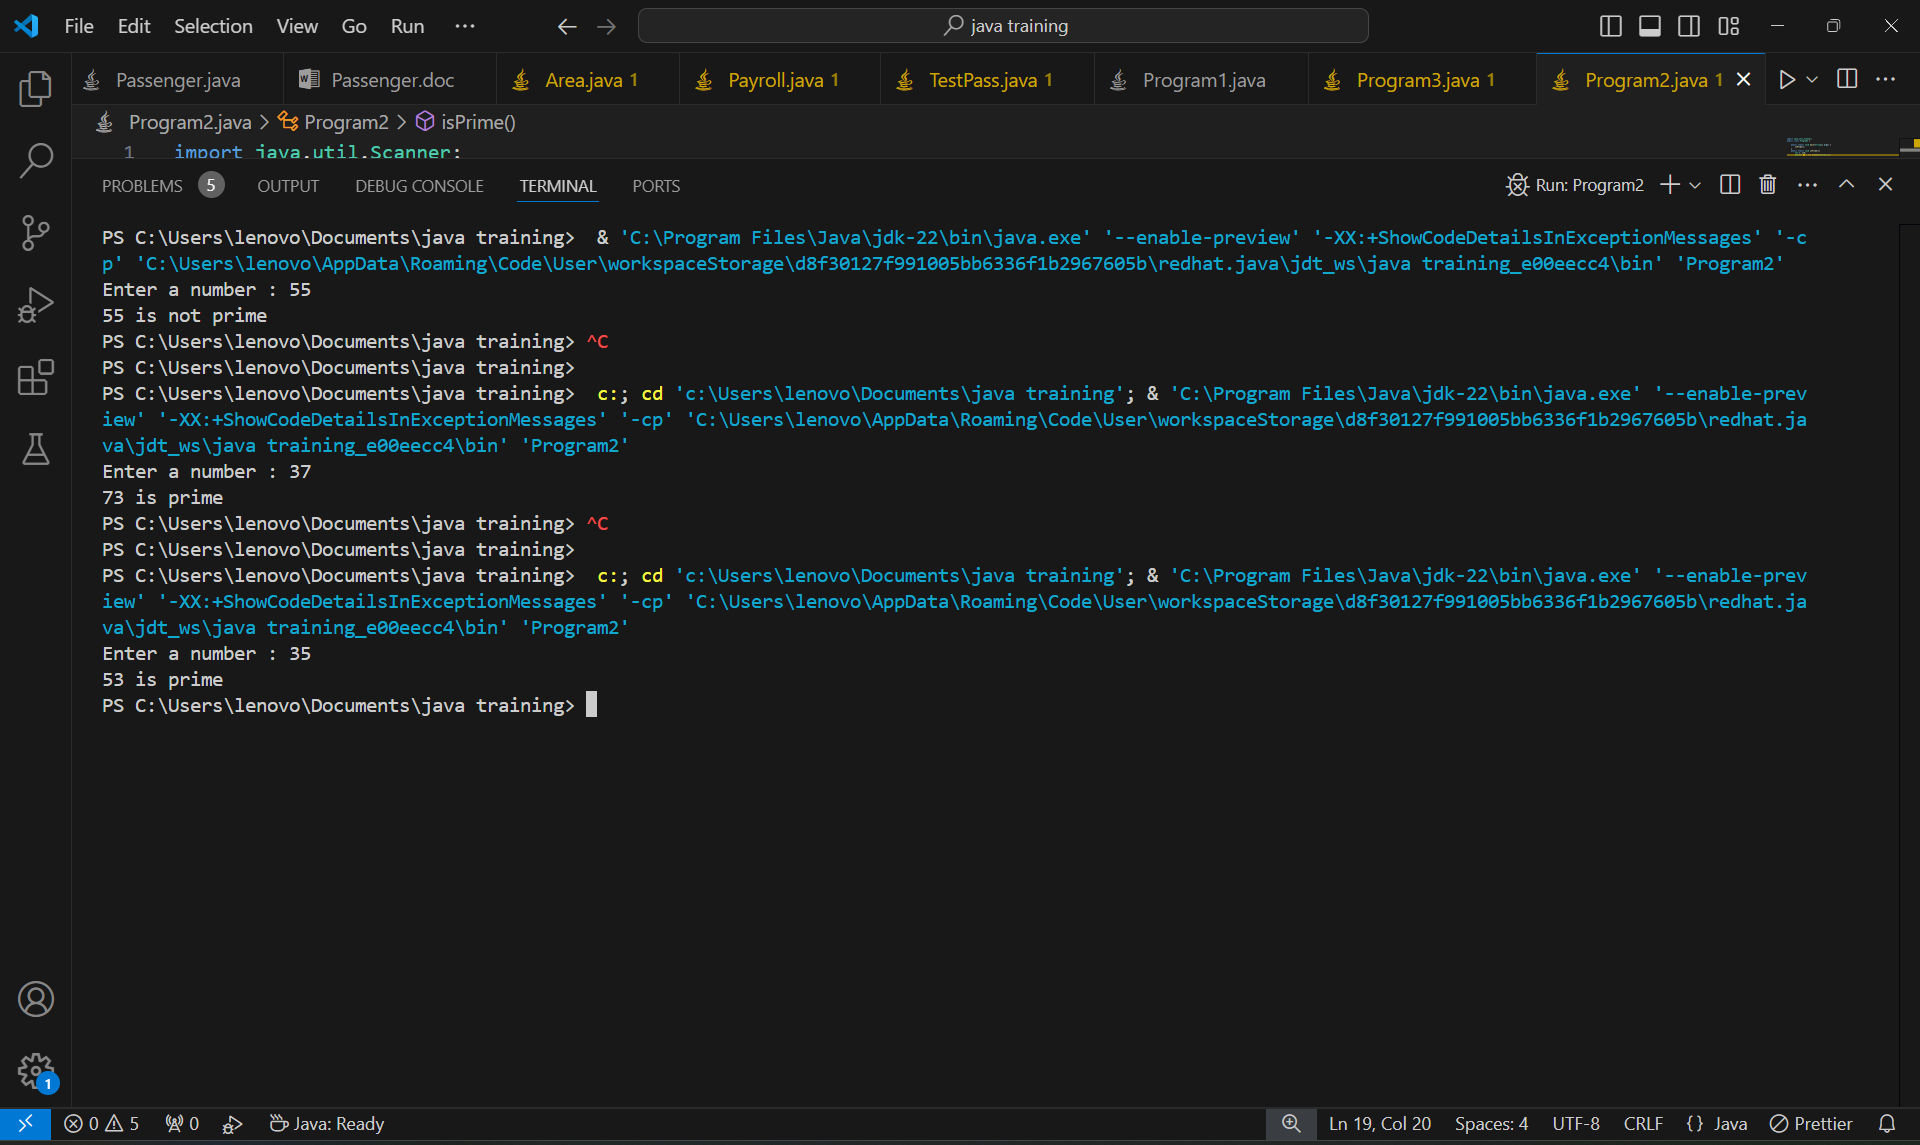 File Edit Selection View Go Run ··· java training
Passenger.java Passenger.doc Area.java 1 Payroll.java 1 TestPass.java 1 Program1.java Program3.java 1 Program2.java 1
Program2.java > Program2 > isPrime()
1 import java.util.Scanner;
PROBLEMS 5 OUTPUT DEBUG CONSOLE TERMINAL PORTS Run: Program2
PS C:\Users\lenovo\Documents\java training>  & 'C:\Program Files\Java\jdk-22\bin\java.exe' '--enable-preview' '-XX:+ShowCodeDetailsInExceptionMessages' '-c
p' 'C:\Users\lenovo\AppData\Roaming\Code\User\workspaceStorage\d8f30127f991005bb6336f1b2967605b\redhat.java\jdt_ws\java training_e00eecc4\bin' 'Program2'
Enter a number : 55
55 is not prime
PS C:\Users\lenovo\Documents\java training> ^C
PS C:\Users\lenovo\Documents\java training>
PS C:\Users\lenovo\Documents\java training>  c:; cd 'c:\Users\lenovo\Documents\java training'; & 'C:\Program Files\Java\jdk-22\bin\java.exe' '--enable-prev
iew' '-XX:+ShowCodeDetailsInExceptionMessages' '-cp' 'C:\Users\lenovo\AppData\Roaming\Code\User\workspaceStorage\d8f30127f991005bb6336f1b2967605b\redhat.ja
va\jdt_ws\java training_e00eecc4\bin' 'Program2'
Enter a number : 37
73 is prime
PS C:\Users\lenovo\Documents\java training> ^C
PS C:\Users\lenovo\Documents\java training>
PS C:\Users\lenovo\Documents\java training>  c:; cd 'c:\Users\lenovo\Documents\java training'; & 'C:\Program Files\Java\jdk-22\bin\java.exe' '--enable-prev
iew' '-XX:+ShowCodeDetailsInExceptionMessages' '-cp' 'C:\Users\lenovo\AppData\Roaming\Code\User\workspaceStorage\d8f30127f991005bb6336f1b2967605b\redhat.ja
va\jdt_ws\java training_e00eecc4\bin' 'Program2'
Enter a number : 35
53 is prime
PS C:\Users\lenovo\Documents\java training>
1
0 5 0 Java: Ready Ln 19, Col 20 Spaces: 4 UTF-8 CRLF {} Java Prettier